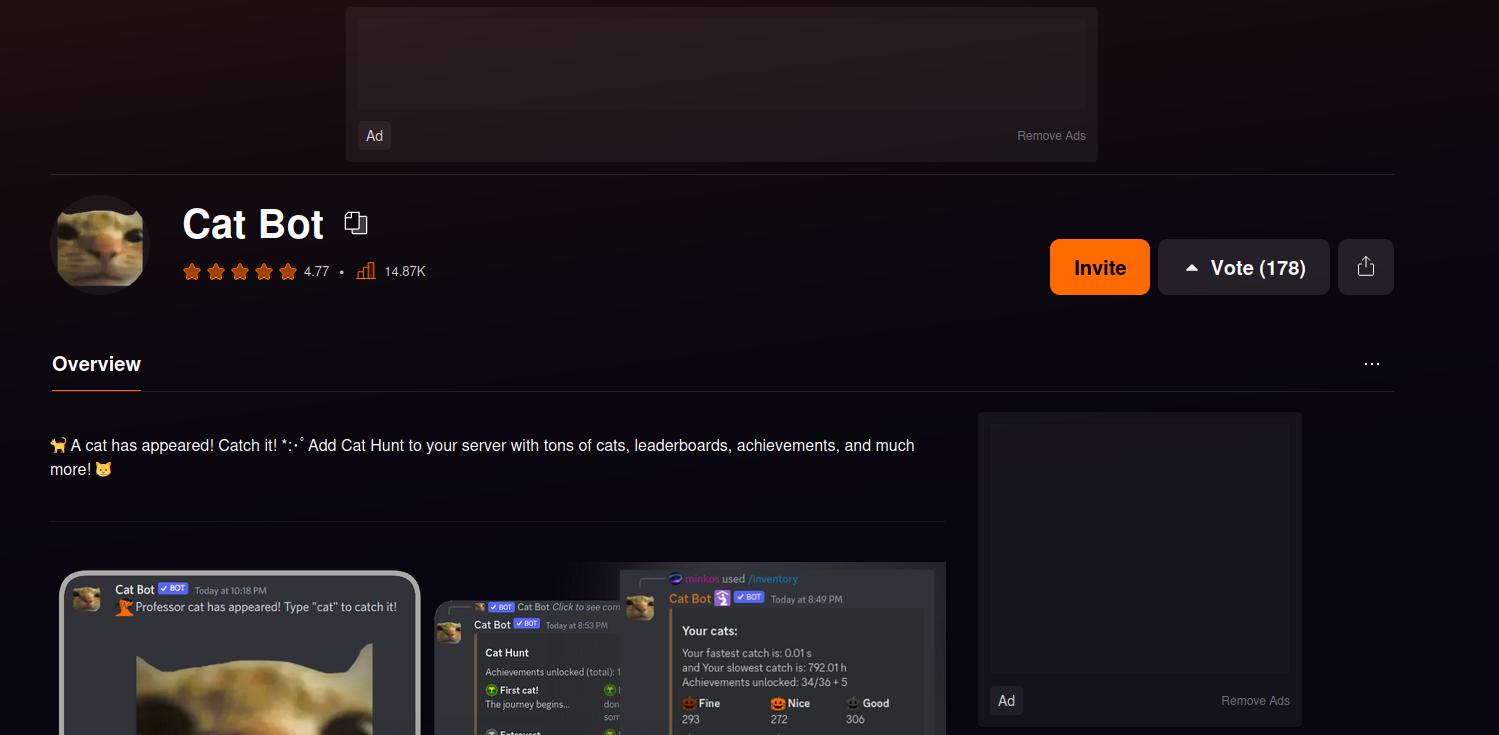 Ad
Remove Ads
Cat Bot
4.77 • 14.87K
Invite
Vote (178)
Overview
...
🐈 A cat has appeared! Catch it! *:･ﾟ Add Cat Hunt to your server with tons of cats, leaderboards, achievements, and much
more! 🐱
Cat Bot ✓ BOT Today at 10:18 PM
Professor cat has appeared! Type "cat" to catch it!
✓ BOT Cat Bot Click to see
Cat Bot ✓ BOT Today at 8:53 PM
Cat Hunt
Achievements unlocked (total):
First cat!
The journey begins...
minkos used /inventory
Cat Bot ✓ BOT Today at 8:49 PM
Your cats:
Your fastest catch is: 0.01 s
and Your slowest catch is: 792.01 h
Achievements unlocked: 34/36 + 5
Fine Nice Good
293 272 306
Ad
Remove Ads